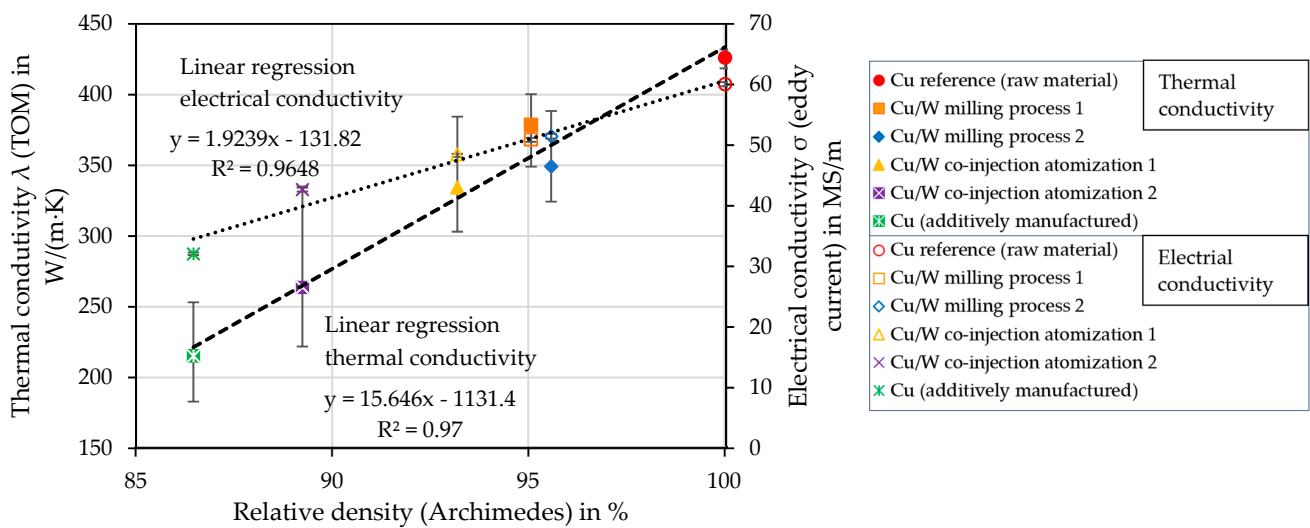 Thermal condutivity λ (TOM) in
W/(m·K)
450
400
350
300
250
200
150
Linear regression
electrical conductivity
y = 1.9239x - 131.82
R² = 0.9648
Linear regression
thermal conductivity
y = 15.646x - 1131.4
R² = 0.97
85
90
95
100
Relative density (Archimedes) in %
70
60
50
40
30
20
10
0
Electrical conductivity σ (eddy
current) in MS/m
Cu reference (raw material)
Cu/W milling process 1
Cu/W milling process 2
Cu/W co-injection atomization 1
Cu/W co-injection atomization 2
Cu (additively manufactured)
Thermal
conductivity
Cu reference (raw material)
Cu/W milling process 1
Cu/W milling process 2
Cu/W co-injection atomization 1
Cu/W co-injection atomization 2
Cu (additively manufactured)
Electrial
conductivity